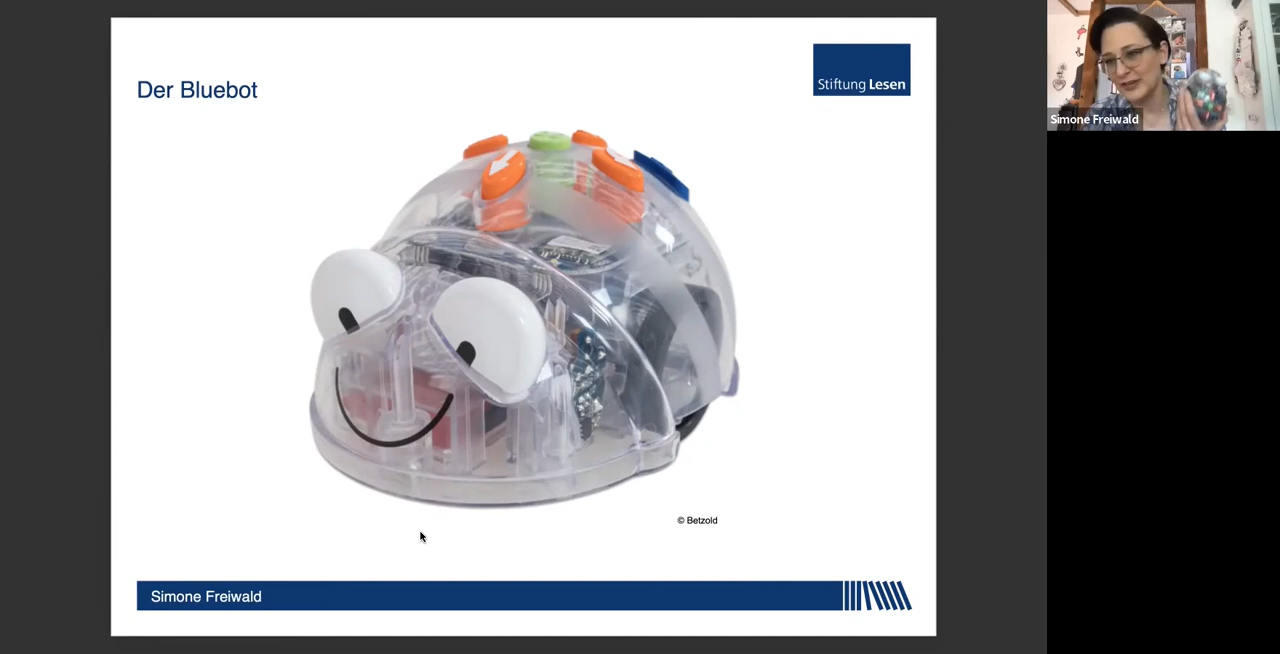 Der Bluebot
Stiftung Lesen
Simone Freiwald
© Betzold
Simone Freiwald